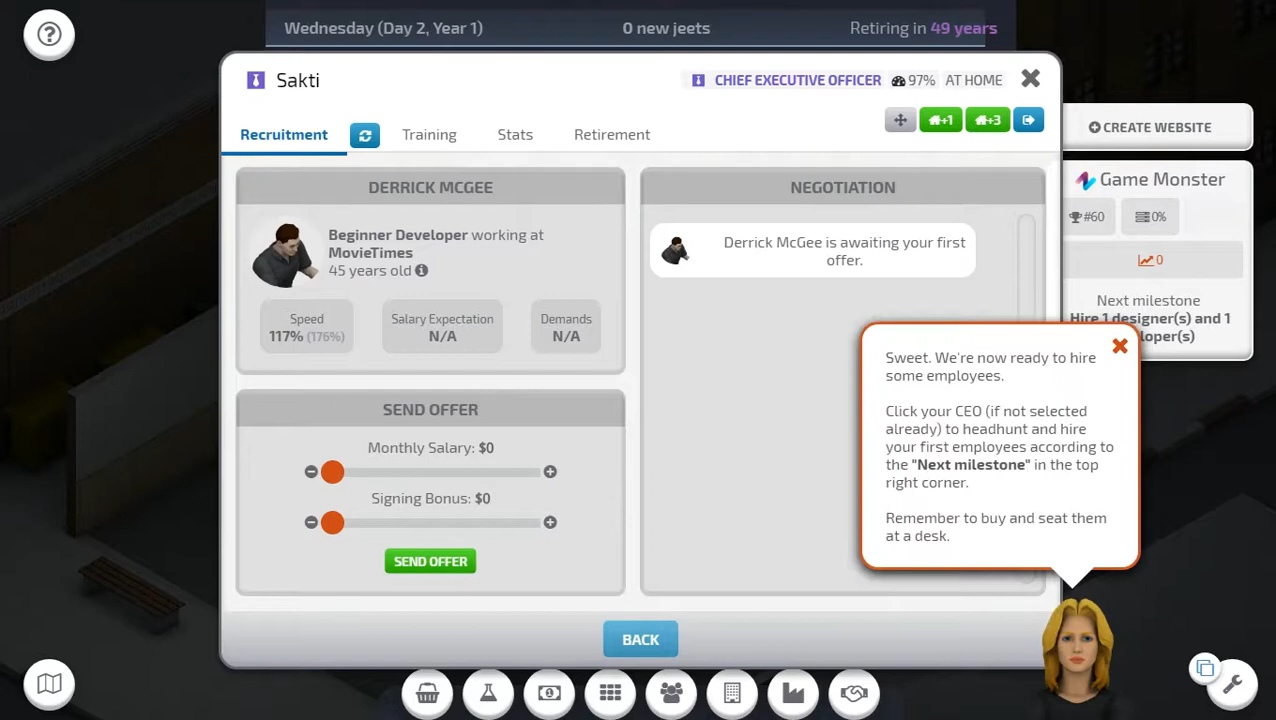 Wednesday (Day 2, Year 1) 0 new jeets Retiring in 49 years
Sakti CHIEF EXECUTIVE OFFICER 97% AT HOME
Recruitment Training Stats Retirement +1 +3
DERRICK MCGEE
Beginner Developer working at
MovieTimes
45 years old
Speed
117% (176%)
Salary Expectation
N/A
Demands
N/A
SEND OFFER
Monthly Salary: $0
Signing Bonus: $0
SEND OFFER
NEGOTIATION
Derrick McGee is awaiting your first
offer.
BACK
CREATE WEBSITE
Game Monster
#60 0%
0
Next milestone
Hire 1 designer(s) and 1
loper(s)
Sweet. We're now ready to hire
some employees.
Click your CEO (if not selected
already) to headhunt and hire
your first employees according to
the "Next milestone" in the top
right corner.
Remember to buy and seat them
at a desk.